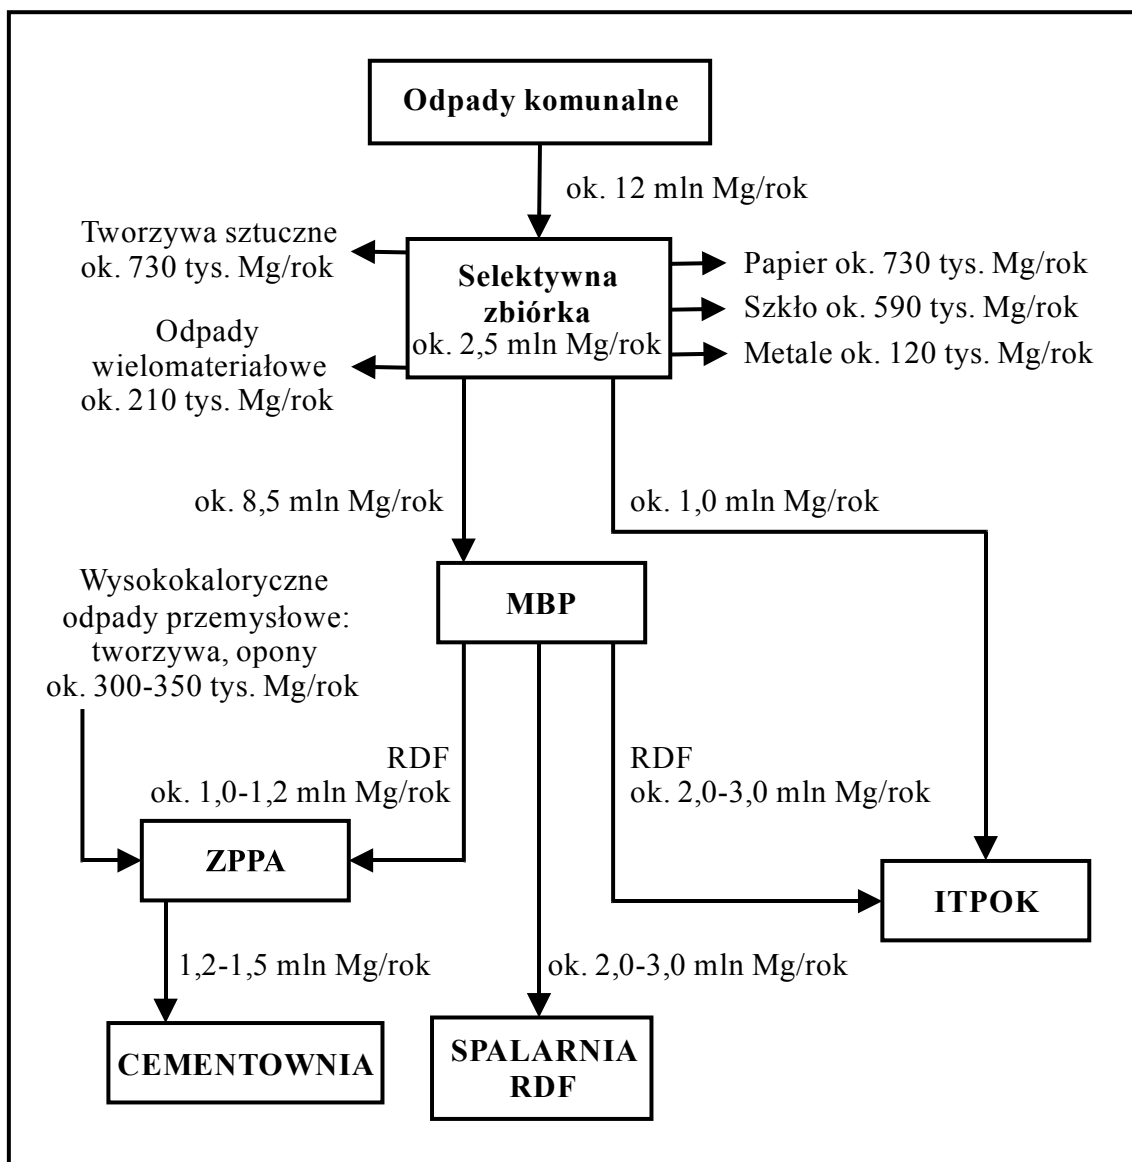 Odpady komunalne
ok. 12 mln Mg/rok
Tworzywa sztuczne
ok. 730 tys. Mg/rok
Odpady
wielomateriałowe
ok. 210 tys. Mg/rok
Selektywna
zbiórka
ok. 2,5 mln Mg/rok
Papier ok. 730 tys. Mg/rok
Szkło ok. 590 tys. Mg/rok
Metale ok. 120 tys. Mg/rok
ok. 8,5 mln Mg/rok
ok. 1,0 mln Mg/rok
MBP
Wysokokaloryczne
odpady przemysłowe:
tworzywa, opony
ok. 300-350 tys. Mg/rok
RDF
ok. 1,0-1,2 mln Mg/rok
RDF
ok. 2,0-3,0 mln Mg/rok
ZPPA
ITPOK
1,2-1,5 mln Mg/rok
ok. 2,0-3,0 mln Mg/rok
CEMENTOWNIA
SPALARNIA
RDF